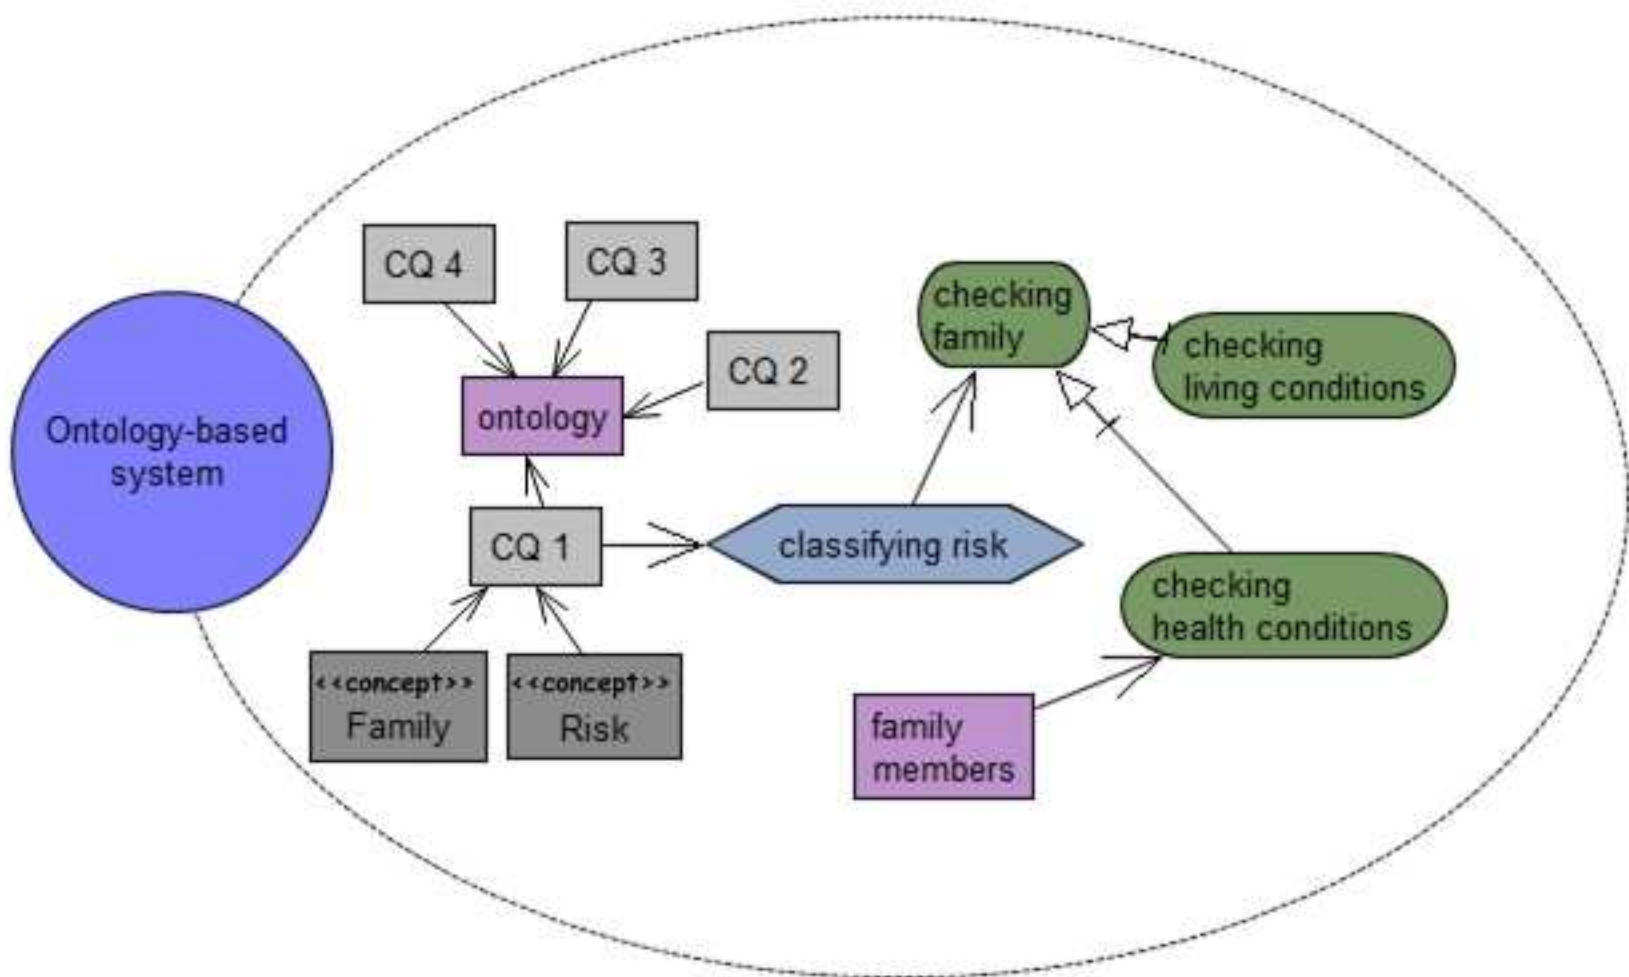 CQ 4
CQ 3
checking
family
CQ 2
checking
living conditions
ontology
Ontology-based
system
CQ 1
classifying risk
checking
health conditions
<<concept>>
Family
<<concept>>
Risk
family
members